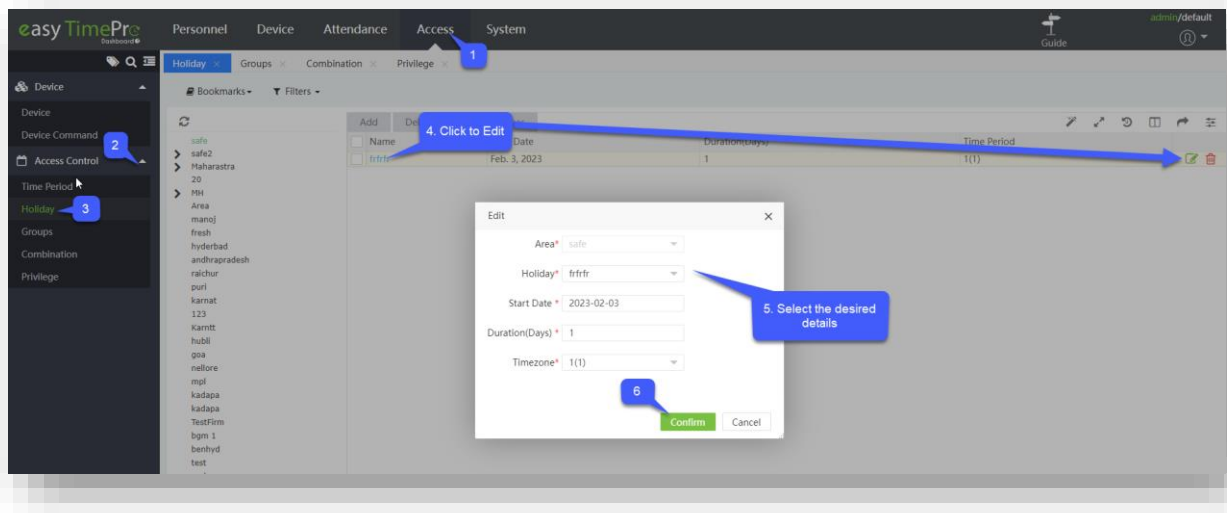 easy TimePro
Dashboard
Personnel Device Attendance Access System
Guide
admin/default
1
Holiday × Groups × Combination × Privilege ×
Bookmarks Filters
Device
Device
Device Command
2
Access Control
Time Period
Holiday
3
Groups
Combination
Privilege
safe
safe2
Maharastra
20
MH
Area
manoj
fresh
hyderbad
andhrapradesh
raichur
puri
karnat
123
Karntt
hubli
goa
nellore
mpl
kadapa
kadapa
TestFirm
bgm 1
benhyd
test
Add
4. Click to Edit
Name Date Duration(Days) Time Period
frfrfr Feb. 3, 2023 1 1(1)
Edit ×
Area* safe
Holiday* frfrfr
Start Date * 2023-02-03
Duration(Days) * 1
Timezone* 1(1)
5. Select the desired
details
6
Confirm Cancel